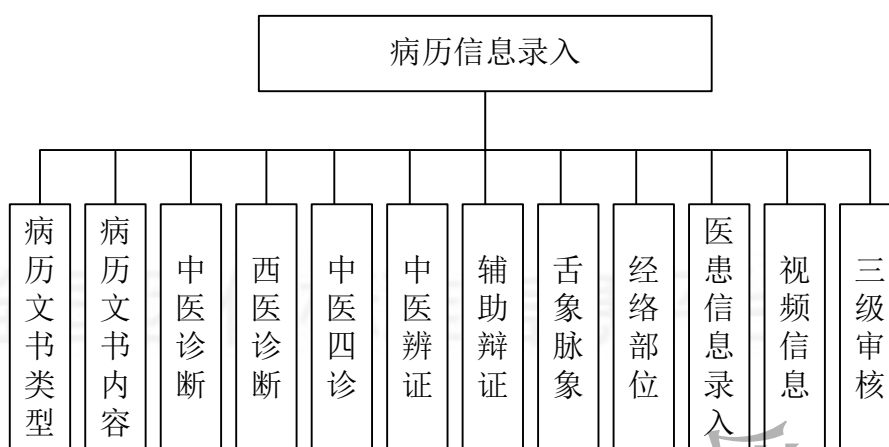 病历信息录入
病历文书类型
病历文书内容
中医诊断
西医诊断
中医四诊
中医辨证
辅助辩证
舌象脉象
经络部位
医患信息录入
视频信息
三级审核